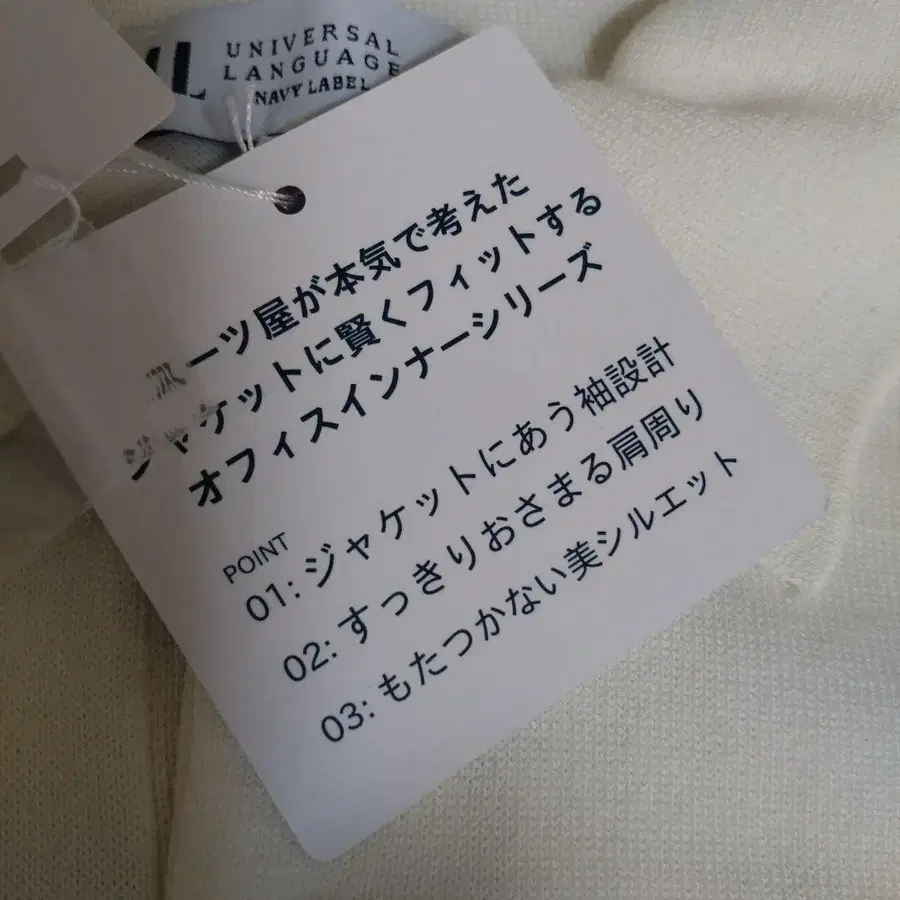 UL UNIVERSAL
LANGUAGE
NAVY LABEL
スーツ屋が本気で考えた
ジャケットに賢くフィットする
オフィスインナーシリーズ
POINT
01: ジャケットにあう袖設計
02: すっきりおさまる肩周り
03: もたつかない美シルエット